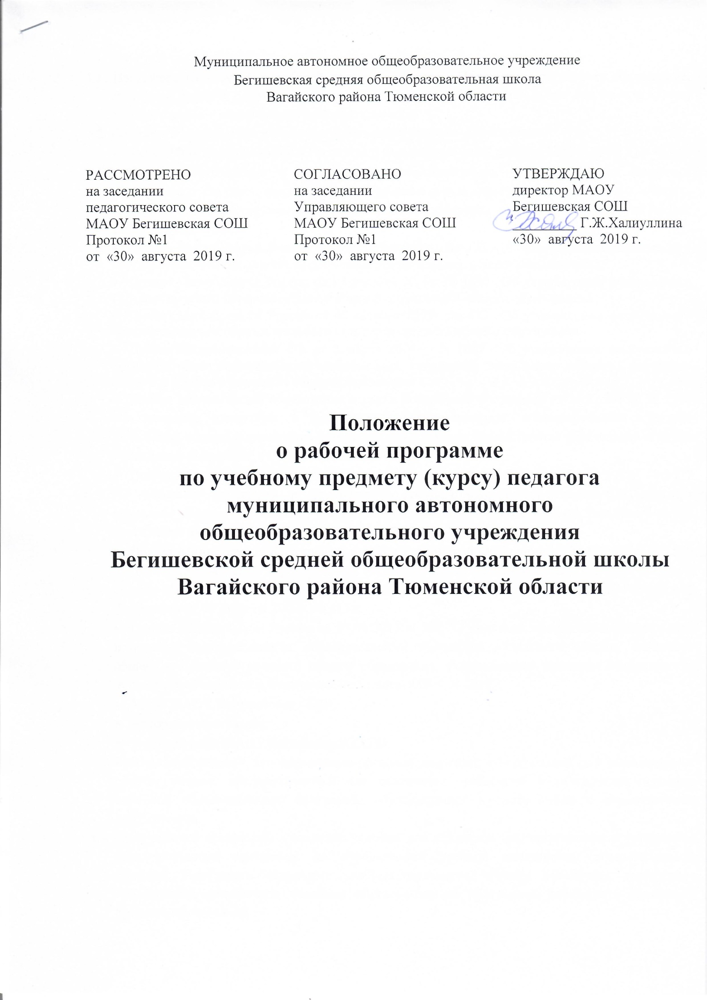 Муниципальное автономное общеобразовательное учреждение
Бегишевская средняя общеобразовательная школа
Вагайского района Тюменской области
РАССМОТРЕНО
на заседании
педагогического совета
МАОУ Бегишевская СОШ
Протокол №1
от «30» августа 2019 г.
СОГЛАСОВАНО
на заседании
Управляющего совета
МАОУ Бегишевская СОШ
Протокол №1
от «30» августа 2019 г.
УТВЕРЖДАЮ
директор МАОУ
Бегишевская СОШ
Г.Ж.Халиуллина
«30» августа 2019 г.
Положение
о рабочей программе
по учебному предмету (курсу) педагога
муниципального автономного
общеобразовательного учреждения
Бегишевской средней общеобразовательной школы
Вагайского района Тюменской области